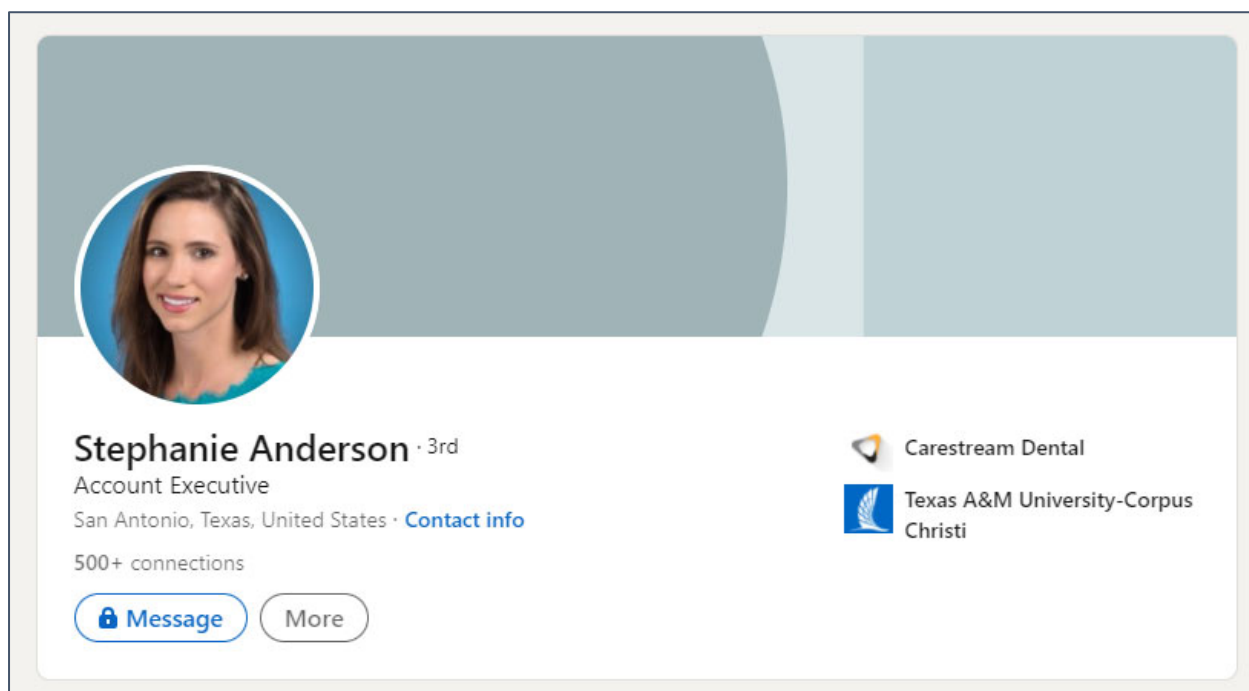 Stephanie Anderson · 3rd
Account Executive
San Antonio, Texas, United States · Contact info
500+ connections
Message
More
Carestream Dental
Texas A&M University-Corpus
Christi